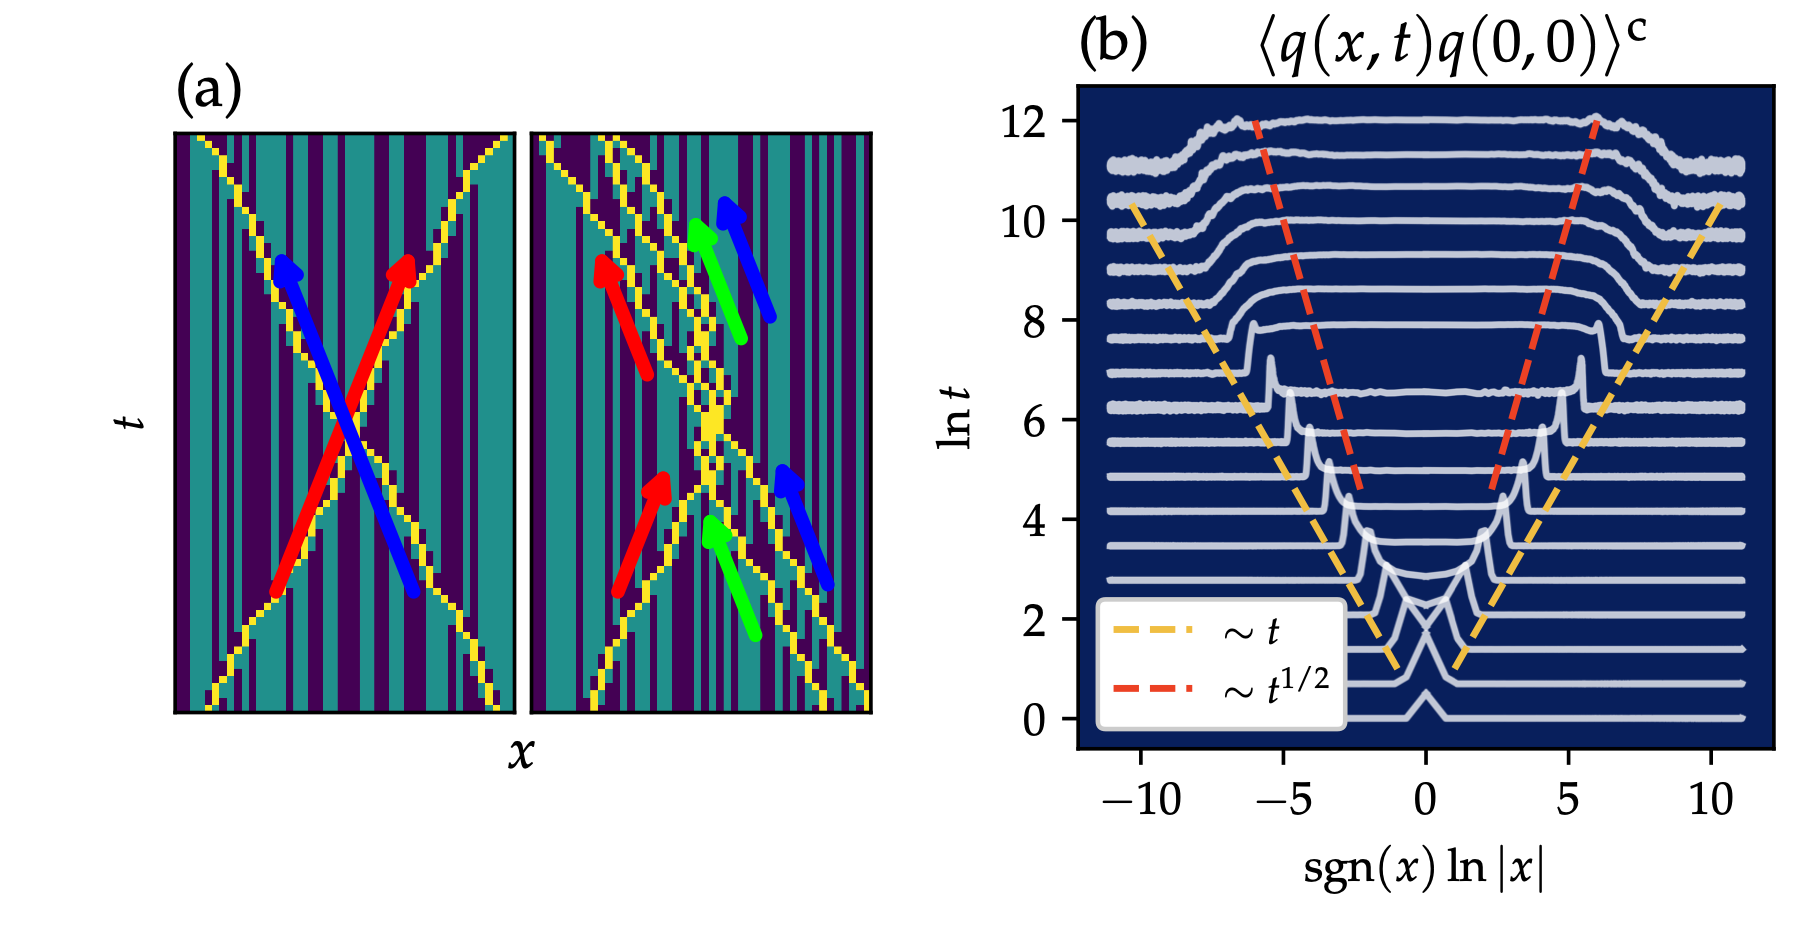 (a)
t
x
(b)
⟨q(x, t)q(0, 0)⟩ᶜ
12
10
8
6
4
2
0
ln t
∼ t
∼ t^{1/2}
−10 −5 0 5 10
sgn(x) ln |x|